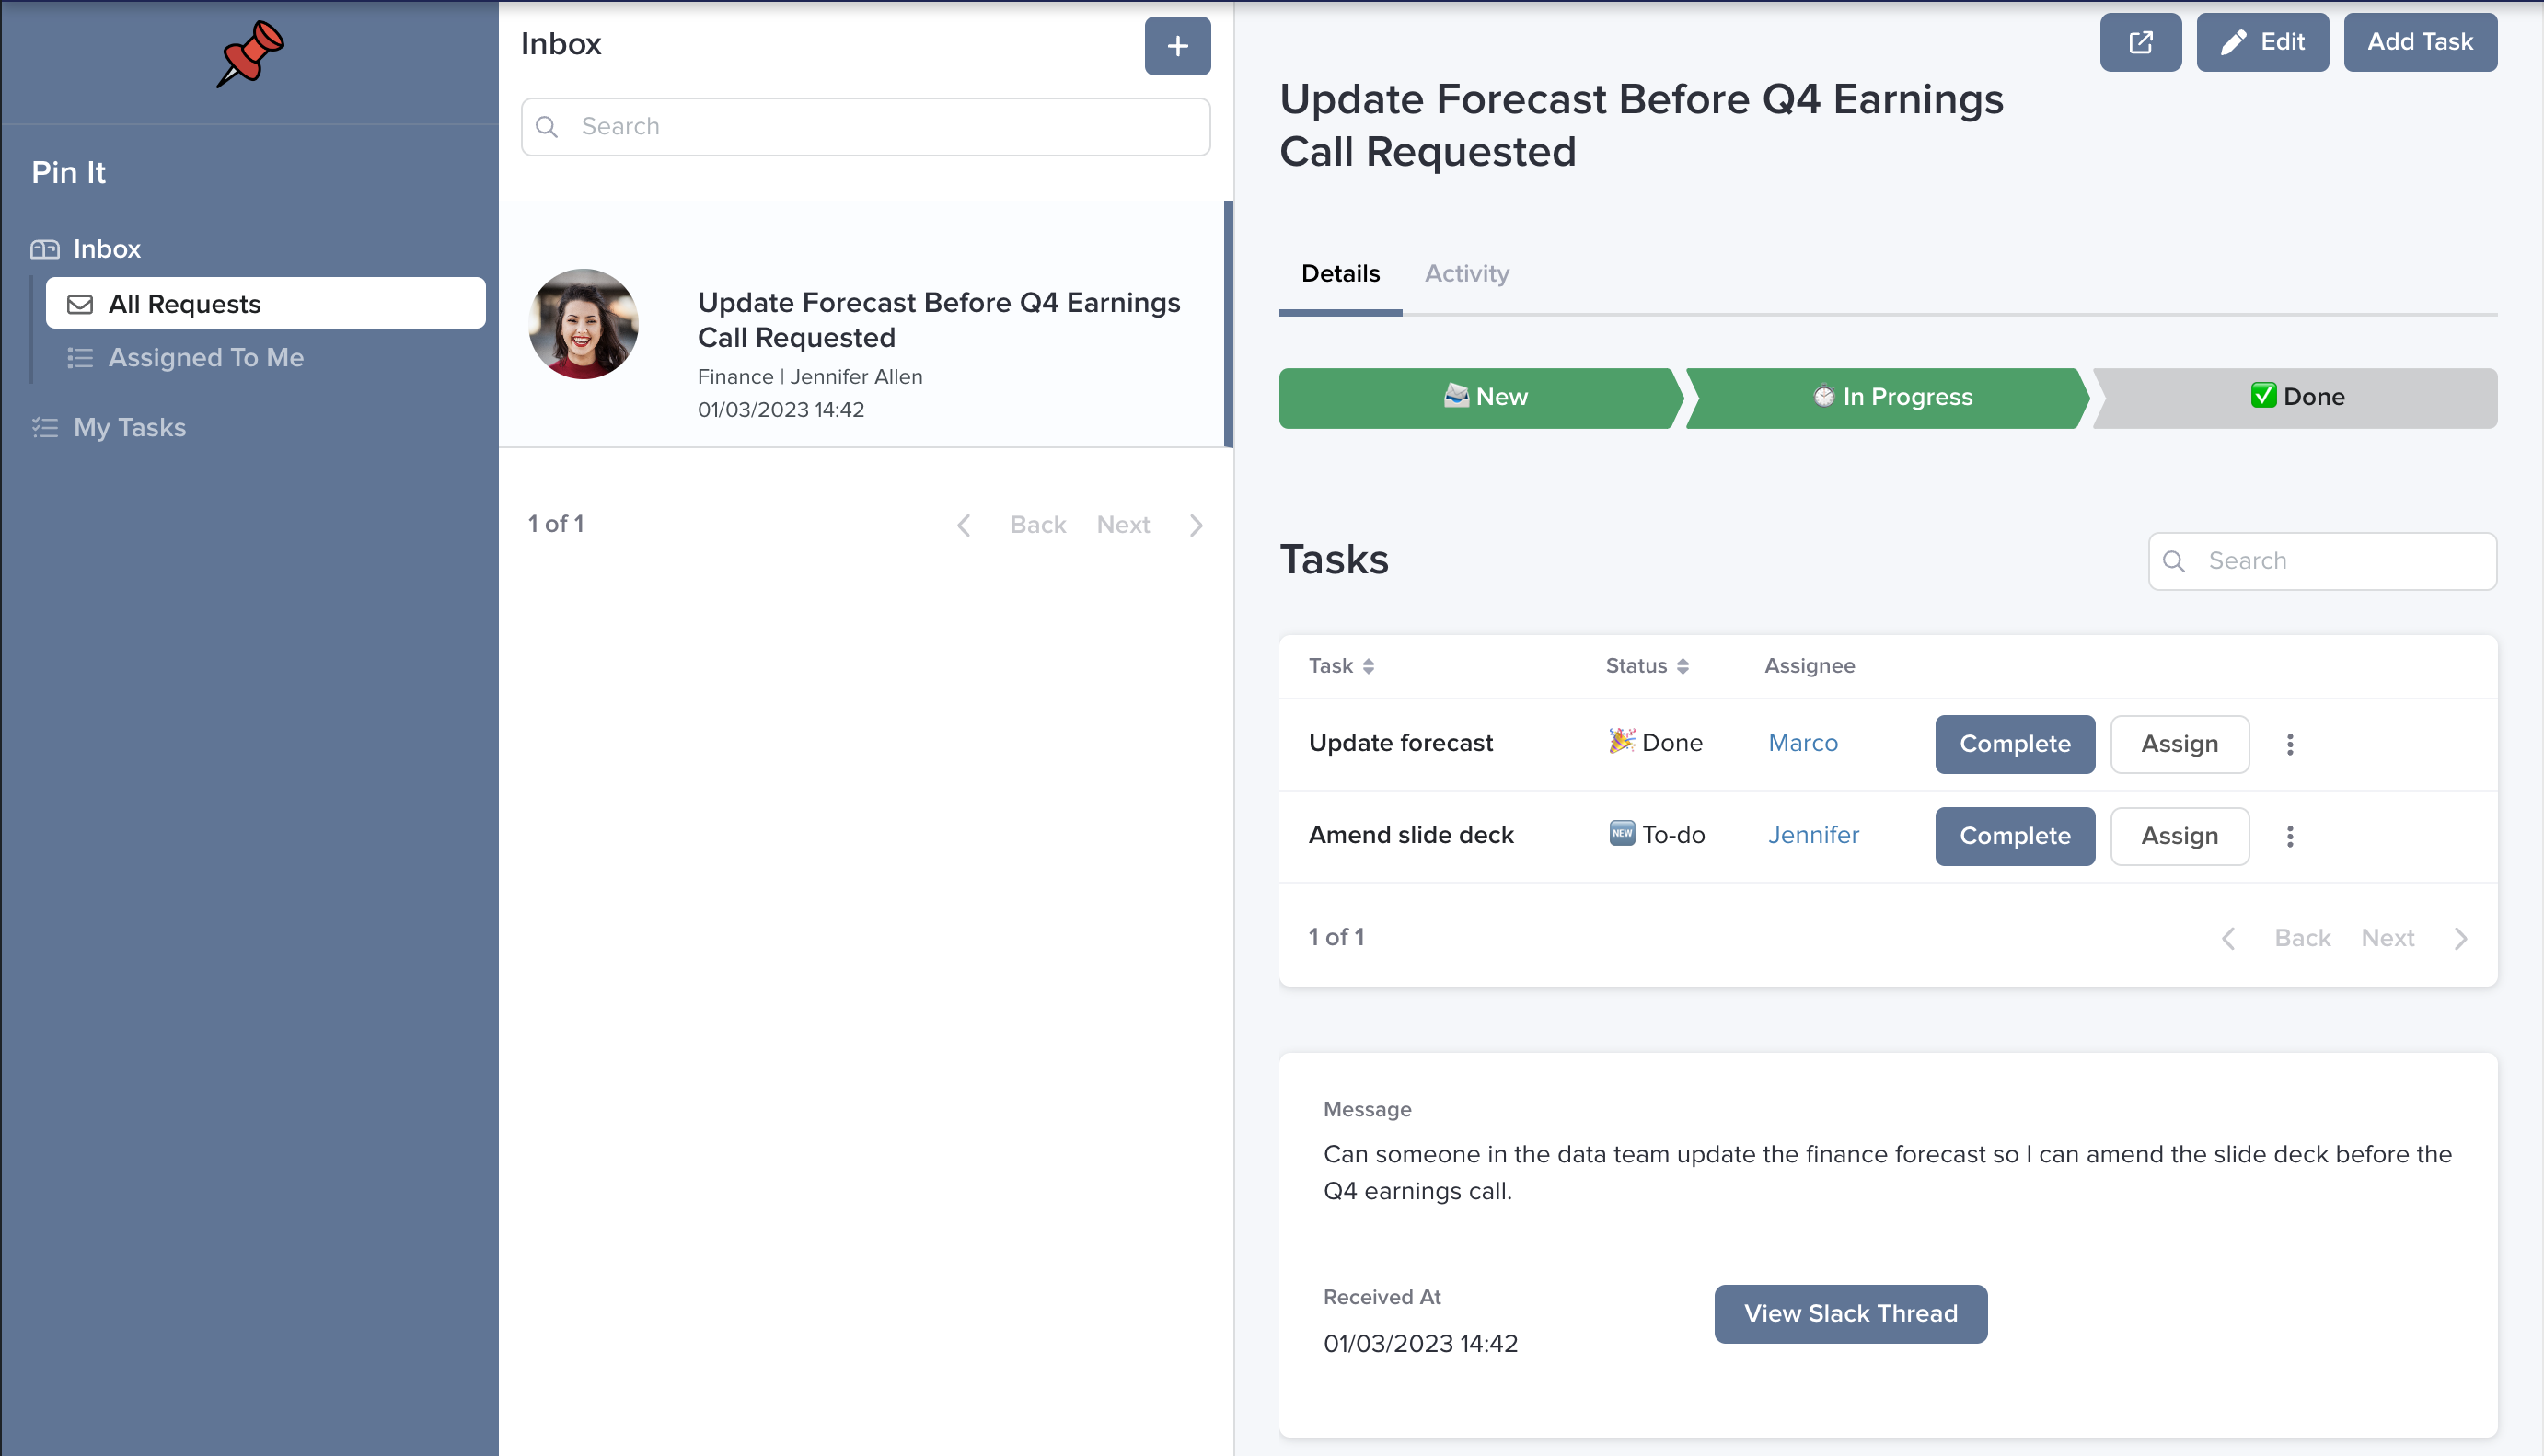 Pin It
Inbox
All Requests
Assigned To Me
My Tasks
Inbox
+
Search
Update Forecast Before Q4 Earnings
Call Requested
Finance | Jennifer Allen
01/03/2023 14:42
1 of 1
Back Next
Edit
Add Task
Update Forecast Before Q4 Earnings
Call Requested
Details Activity
New
In Progress
Done
Tasks
Search
Task Status Assignee
Update forecast Done Marco Complete Assign
Amend slide deck NEW To-do Jennifer Complete Assign
1 of 1
Back Next
Message
Can someone in the data team update the finance forecast so I can amend the slide deck before the
Q4 earnings call.
Received At
01/03/2023 14:42
View Slack Thread